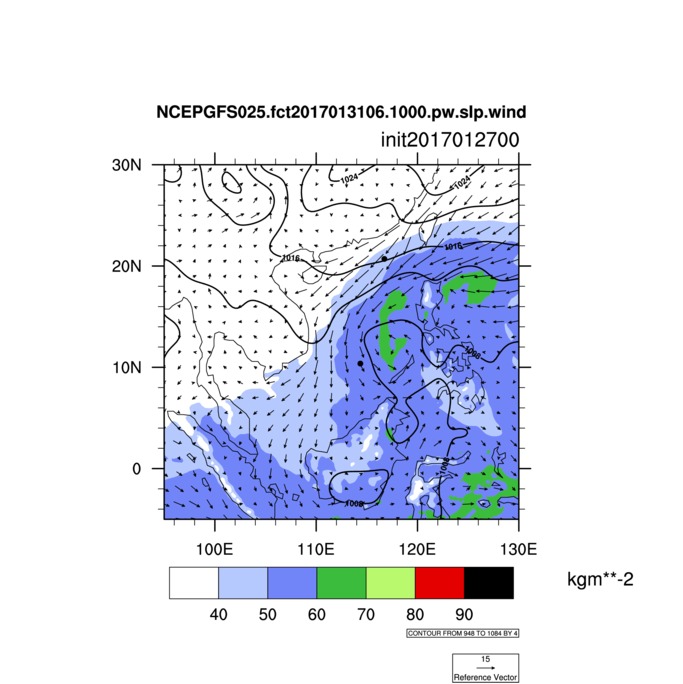 NCEPGFS025.fct2017013106.1000.pw.slp.wind
init2017012700
30N
1024
1024
1016
1016
20N
1008
10N
1008
0
1008
100E
110E
120E
130E
kgm**-2
40
50
60
70
80
90
CONTOUR FROM 948 TO 1084 BY 4
15
Reference Vector